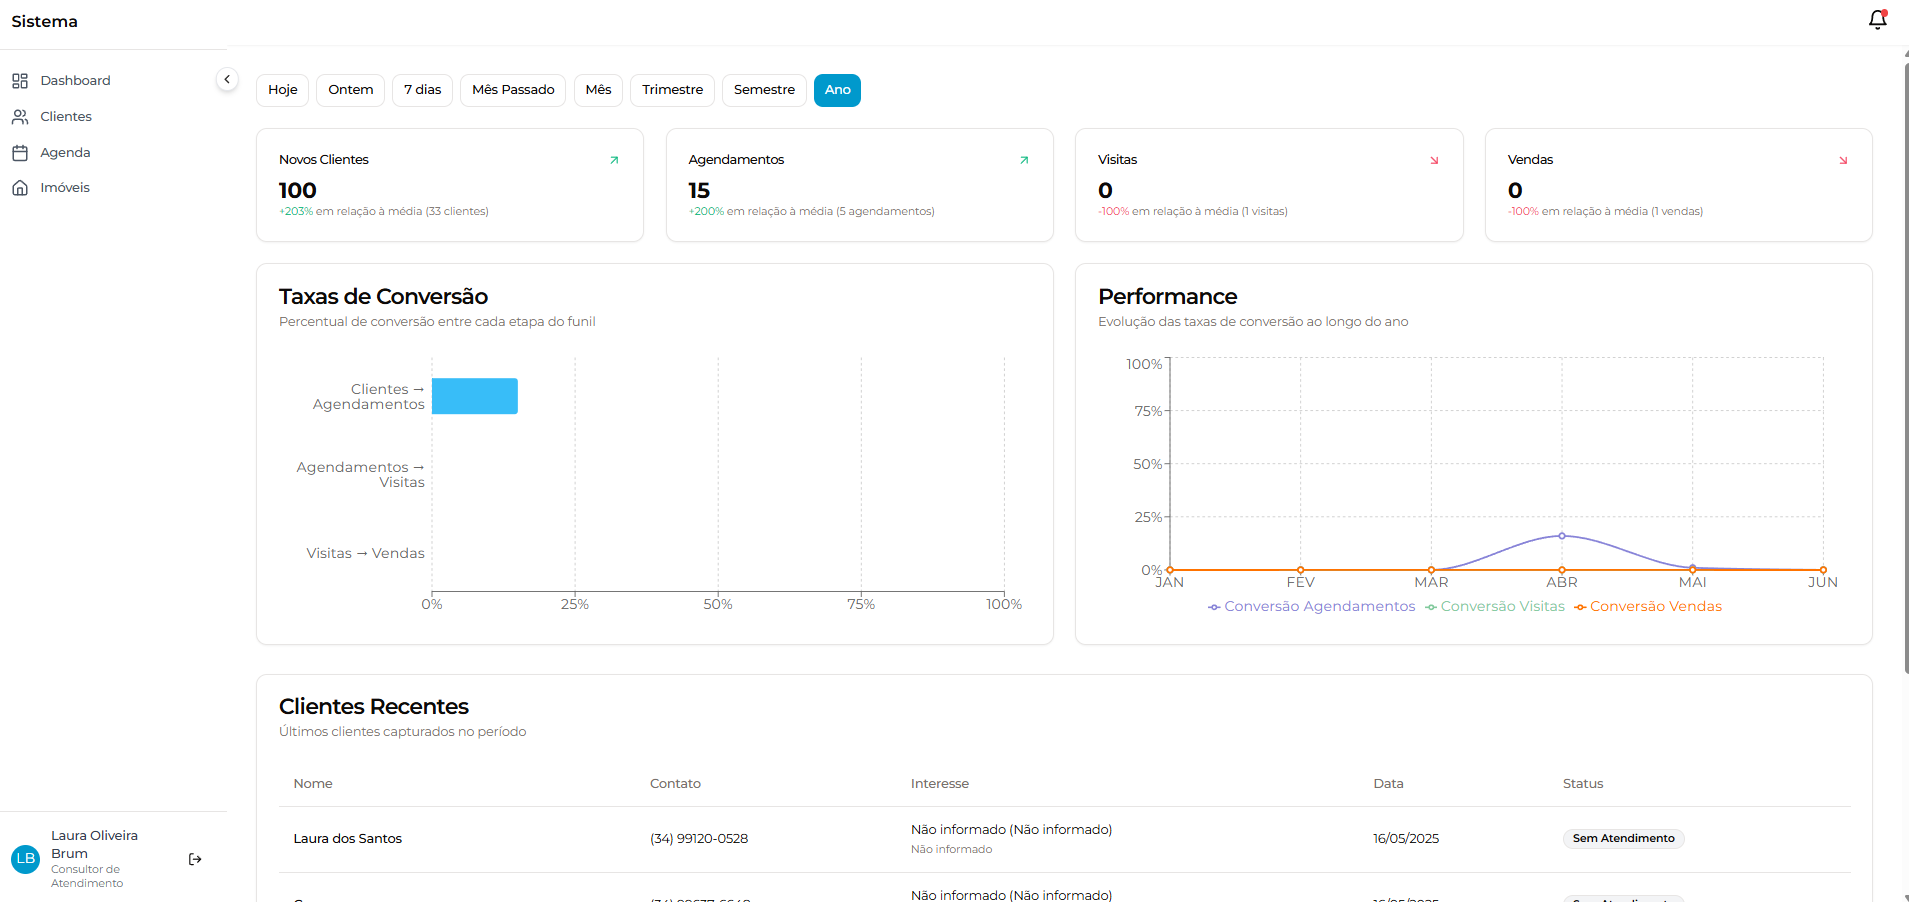 Sistema
Dashboard
Clientes
Agenda
Imóveis
Hoje
Ontem
7 dias
Mês Passado
Mês
Trimestre
Semestre
Ano
Novos Clientes
100
+203% em relação à média (33 clientes)
Agendamentos
15
+200% em relação à média (5 agendamentos)
Visitas
0
-100% em relação à média (1 visitas)
Vendas
0
-100% em relação à média (1 vendas)
Taxas de Conversão
Percentual de conversão entre cada etapa do funil
Clientes →
Agendamentos
Agendamentos →
Visitas
Visitas → Vendas
0%
25%
50%
75%
100%
Performance
Evolução das taxas de conversão ao longo do ano
100%
75%
50%
25%
0%
JAN
FEV
MAR
ABR
MAI
JUN
Conversão Agendamentos
Conversão Visitas
Conversão Vendas
Clientes Recentes
Últimos clientes capturados no período
Nome
Contato
Interesse
Data
Status
Laura dos Santos
(34) 99120-0528
Não informado (Não informado)
Não informado
16/05/2025
Sem Atendimento
Não informado (Não informado)
LB
Laura Oliveira
Brum
Consultor de
Atendimento